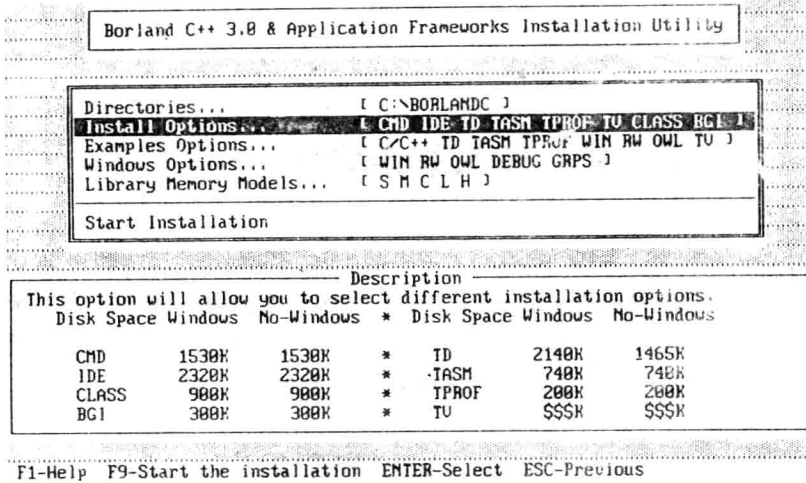 Borland C++ 3.0 & Application Frameworks Installation Utility
Directories... [ C:\BORLANDC ]
Install Options... [ CMD IDE TD TASM TPROF TV CLASS BGI ]
Examples Options... [ C/C++ TD TASM TPROF WIN RW OWL TV ]
Windows Options... [ WIN RW OWL DEBUG GRPS ]
Library Memory Models... [ S M C L H ]
Start Installation
Description
This option will allow you to select different installation options.
Disk Space Windows No-Windows * Disk Space Windows No-Windows
CMD 1530K 1530K * TD 2140K 1465K
IDE 2320K 2320K * TASM 740K 740K
CLASS 900K 900K * TPROF 200K 200K
BGI 300K 300K * TV $$$K $$$K
F1-Help F9-Start the installation ENTER-Select ESC-Previous